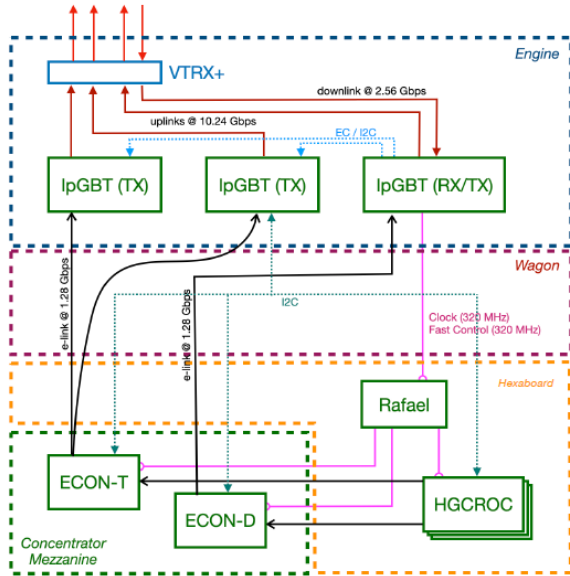 Engine
VTRX+
downlink @ 2.56 Gbps
uplinks @ 10.24 Gbps
EC / I2C
lpGBT (TX)
lpGBT (TX)
lpGBT (RX/TX)
Wagon
e-link @ 1.28 Gbps
e-link @ 1.28 Gbps
I2C
Clock (320 MHz)
Fast Control (320 MHz)
Hexaboard
Rafael
ECON-T
ECON-D
HGCROC
Concentrator
Mezzanine